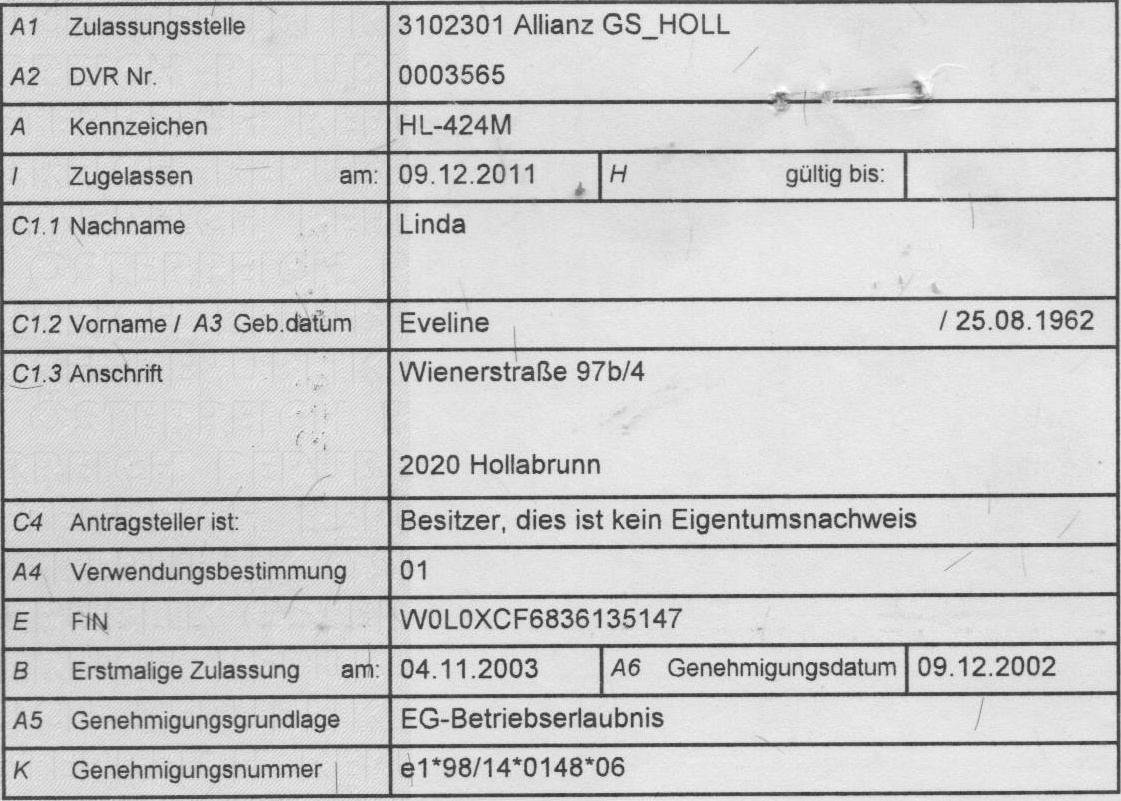 A1 Zulassungsstelle 3102301 Allianz GS_HOLL
A2 DVR Nr. 0003565
A Kennzeichen HL-424M
I Zugelassen am: 09.12.2011 H gültig bis:
C1.1 Nachname Linda
C1.2 Vorname / A3 Geb.datum Eveline / 25.08.1962
C1.3 Anschrift Wienerstraße 97b/4
2020 Hollabrunn
C4 Antragsteller ist: Besitzer, dies ist kein Eigentumsnachweis
A4 Verwendungsbestimmung 01
E FIN W0L0XCF6836135147
B Erstmalige Zulassung am: 04.11.2003 A6 Genehmigungsdatum 09.12.2002
A5 Genehmigungsgrundlage EG-Betriebserlaubnis
K Genehmigungsnummer e1*98/14*0148*06